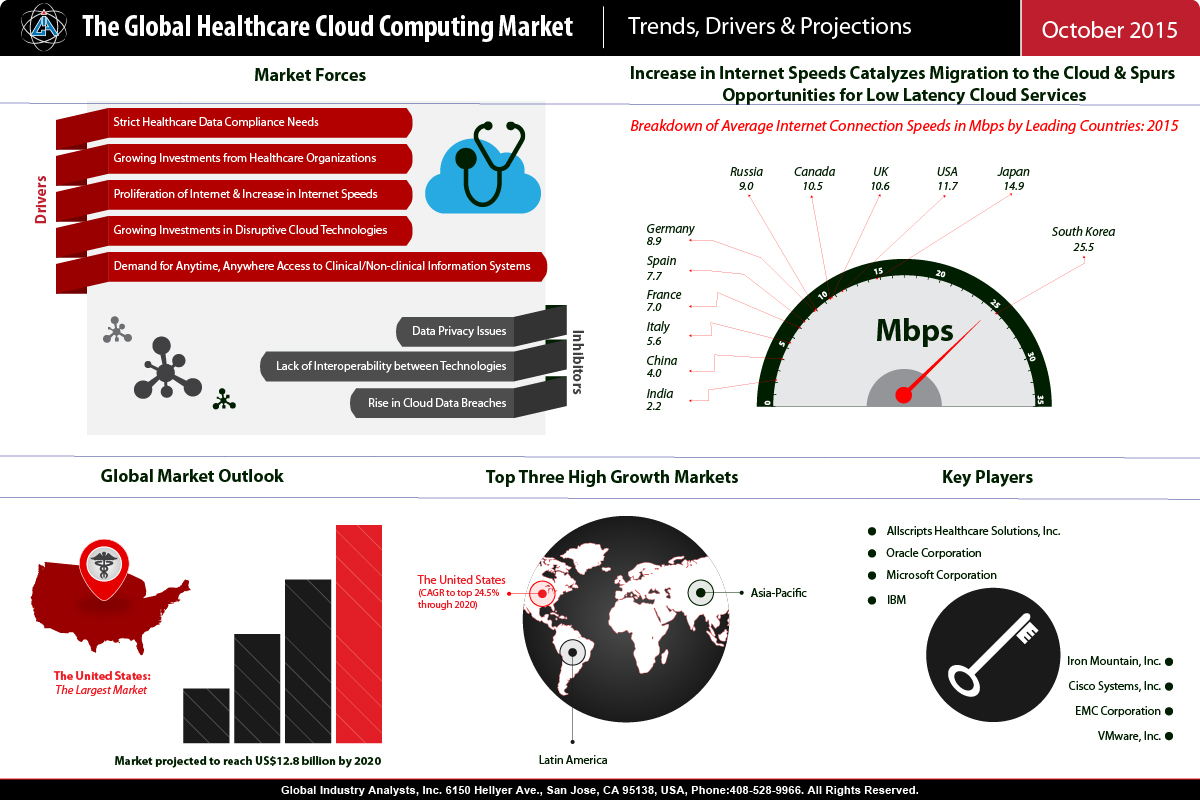 The Global Healthcare Cloud Computing Market
Trends, Drivers & Projections
October 2015
Market Forces
Drivers
Strict Healthcare Data Compliance Needs
Growing Investments from Healthcare Organizations
Proliferation of Internet & Increase in Internet Speeds
Growing Investments in Disruptive Cloud Technologies
Demand for Anytime, Anywhere Access to Clinical/Non-clinical Information Systems
Inhibitors
Data Privacy Issues
Lack of Interoperability between Technologies
Rise in Cloud Data Breaches
Increase in Internet Speeds Catalyzes Migration to the Cloud & Spurs
Opportunities for Low Latency Cloud Services
Breakdown of Average Internet Connection Speeds in Mbps by Leading Countries: 2015
Russia
9.0
Canada
10.5
UK
10.6
USA
11.7
Japan
14.9
South Korea
25.5
Germany
8.9
Spain
7.7
France
7.0
Italy
5.6
China
4.0
India
2.2
Mbps
0
5
10
15
20
25
30
35
Global Market Outlook
The United States:
The Largest Market
Market projected to reach US$12.8 billion by 2020
Top Three High Growth Markets
The United States
(CAGR to top 24.5%
through 2020)
Asia-Pacific
Latin America
Key Players
Allscripts Healthcare Solutions, Inc.
Oracle Corporation
Microsoft Corporation
IBM
Iron Mountain, Inc.
Cisco Systems, Inc.
EMC Corporation
VMware, Inc.
Global Industry Analysts, Inc. 6150 Hellyer Ave., San Jose, CA 95138, USA, Phone:408-528-9966. All Rights Reserved.